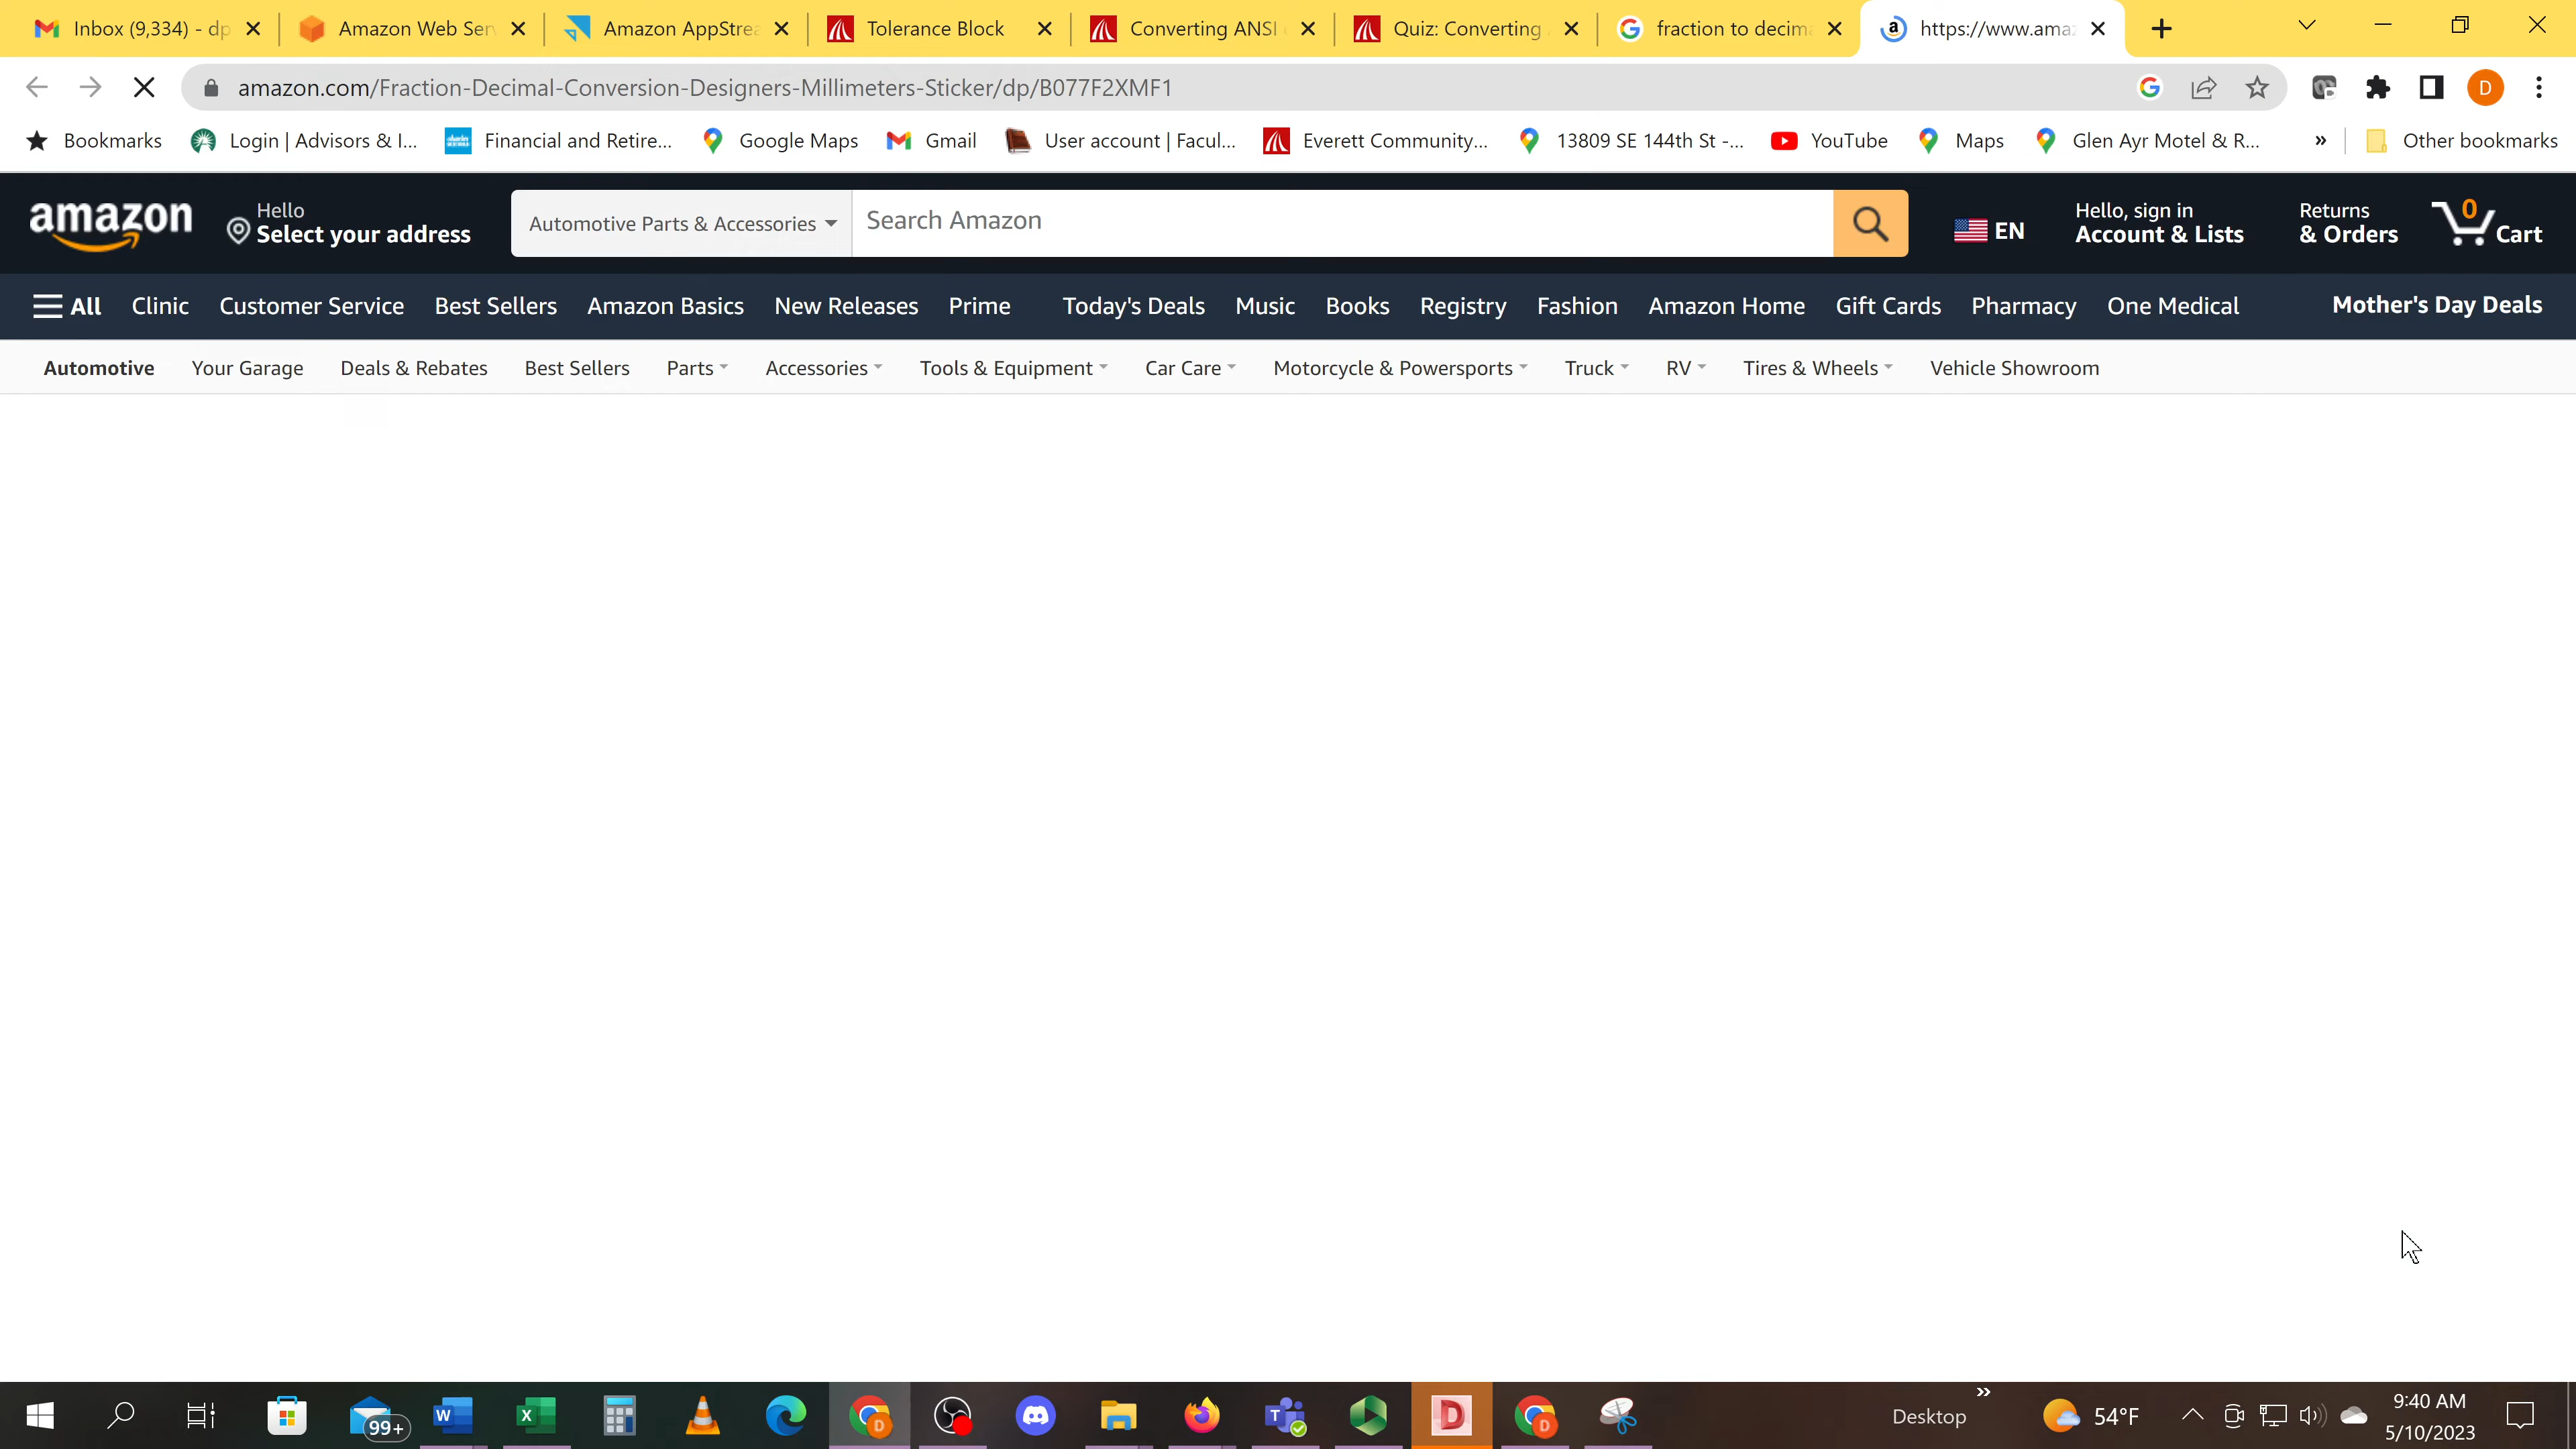 Inbox (9,334) - dp
Amazon Web Ser
Amazon AppStrea
Tolerance Block
Converting ANSI
Quiz: Converting
fraction to decima
https://www.ama
amazon.com/Fraction-Decimal-Conversion-Designers-Millimeters-Sticker/dp/B077F2XMF1
D
Bookmarks
Login | Advisors & I...
Financial and Retire...
Google Maps
Gmail
User account | Facul...
Everett Community...
13809 SE 144th St -...
YouTube
Maps
Glen Ayr Motel & R...
»
Other bookmarks
amazon
Hello
Select your address
Automotive Parts & Accessories
Search Amazon
EN
Hello, sign in
Account & Lists
Returns
& Orders
0
Cart
All
Clinic
Customer Service
Best Sellers
Amazon Basics
New Releases
Prime
Today's Deals
Music
Books
Registry
Fashion
Amazon Home
Gift Cards
Pharmacy
One Medical
Mother's Day Deals
Automotive
Your Garage
Deals & Rebates
Best Sellers
Parts
Accessories
Tools & Equipment
Car Care
Motorcycle & Powersports
Truck
RV
Tires & Wheels
Vehicle Showroom
99+
Desktop
»
54°F
9:40 AM
5/10/2023